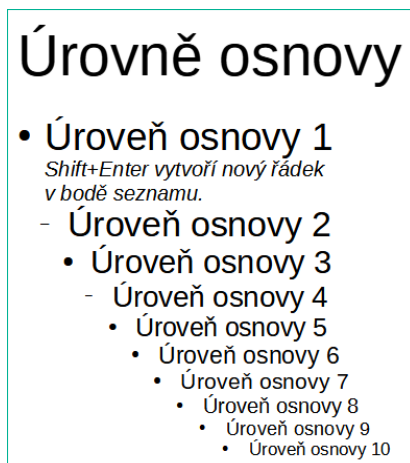 Úrovně osnovy
• Úroveň osnovy 1
Shift+Enter vytvoří nový řádek
v bodě seznamu.
- Úroveň osnovy 2
• Úroveň osnovy 3
- Úroveň osnovy 4
• Úroveň osnovy 5
• Úroveň osnovy 6
• Úroveň osnovy 7
• Úroveň osnovy 8
• Úroveň osnovy 9
• Úroveň osnovy 10